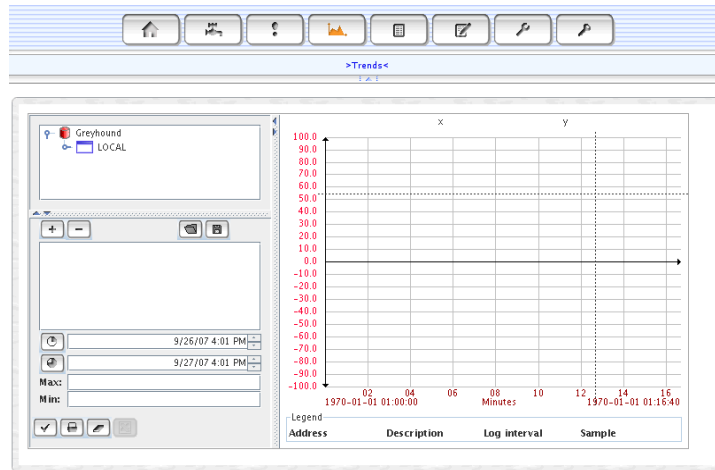 >Trends<
Greyhound
LOCAL
9/26/07 4:01 PM
9/27/07 4:01 PM
Max:
Min:
x y
100.0
90.0
80.0
70.0
60.0
50.0
40.0
30.0
20.0
10.0
0.0
-10.0
-20.0
-30.0
-40.0
-50.0
-60.0
-70.0
-80.0
-90.0
-100.0
02 04 06 08 10 12 14 16
1970-01-01 01:00:00 Minutes 1970-01-01 01:16:40
Legend
Address Description Log interval Sample